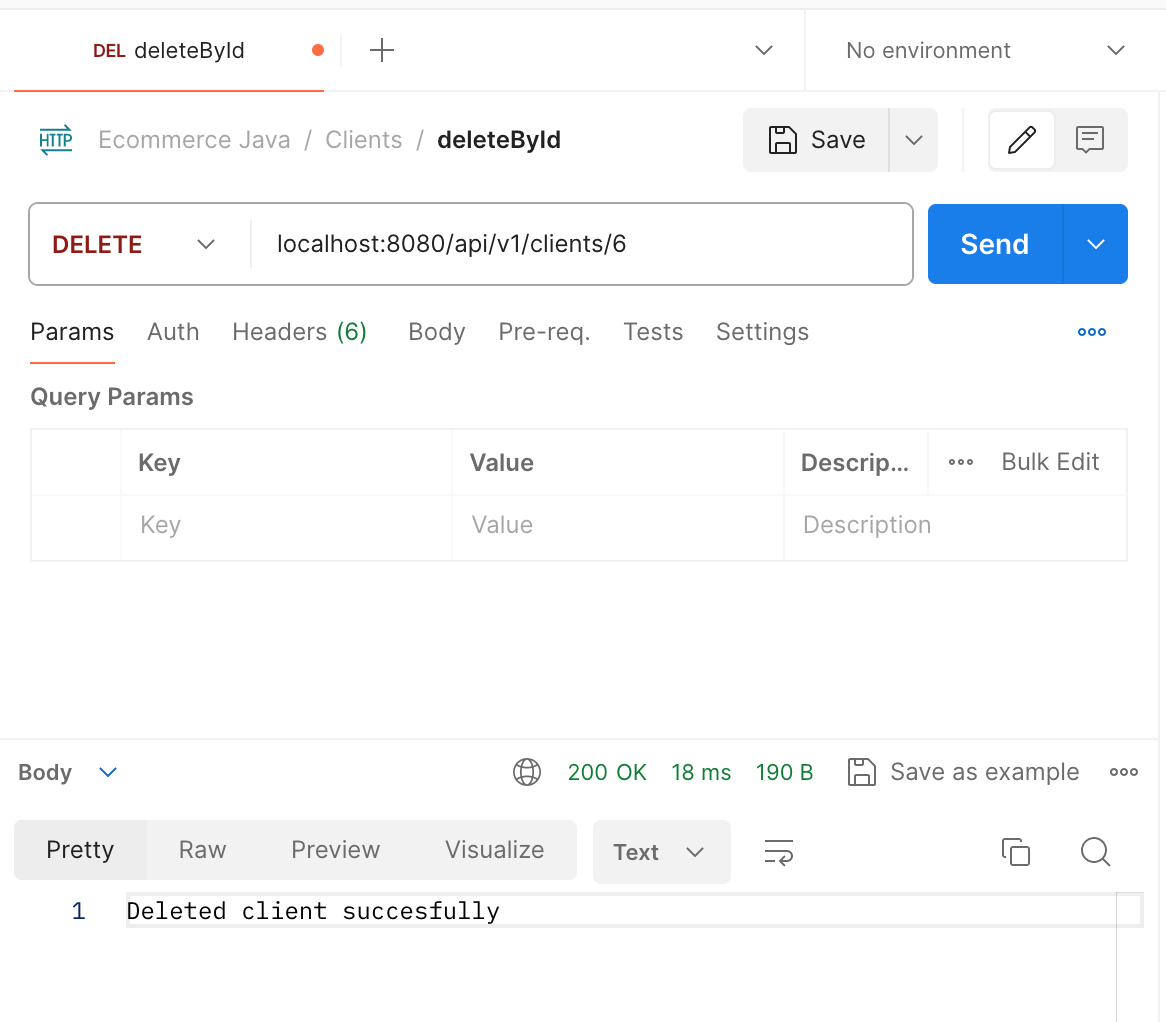 DEL deleteById
No environment
HTTP Ecommerce Java / Clients / deleteById
Save
DELETE localhost:8080/api/v1/clients/6 Send
Params Auth Headers (6) Body Pre-req. Tests Settings
Query Params
Key Value Descrip... Bulk Edit
Key Value Description
Body 200 OK 18 ms 190 B Save as example
Pretty Raw Preview Visualize Text
1 Deleted client succesfully